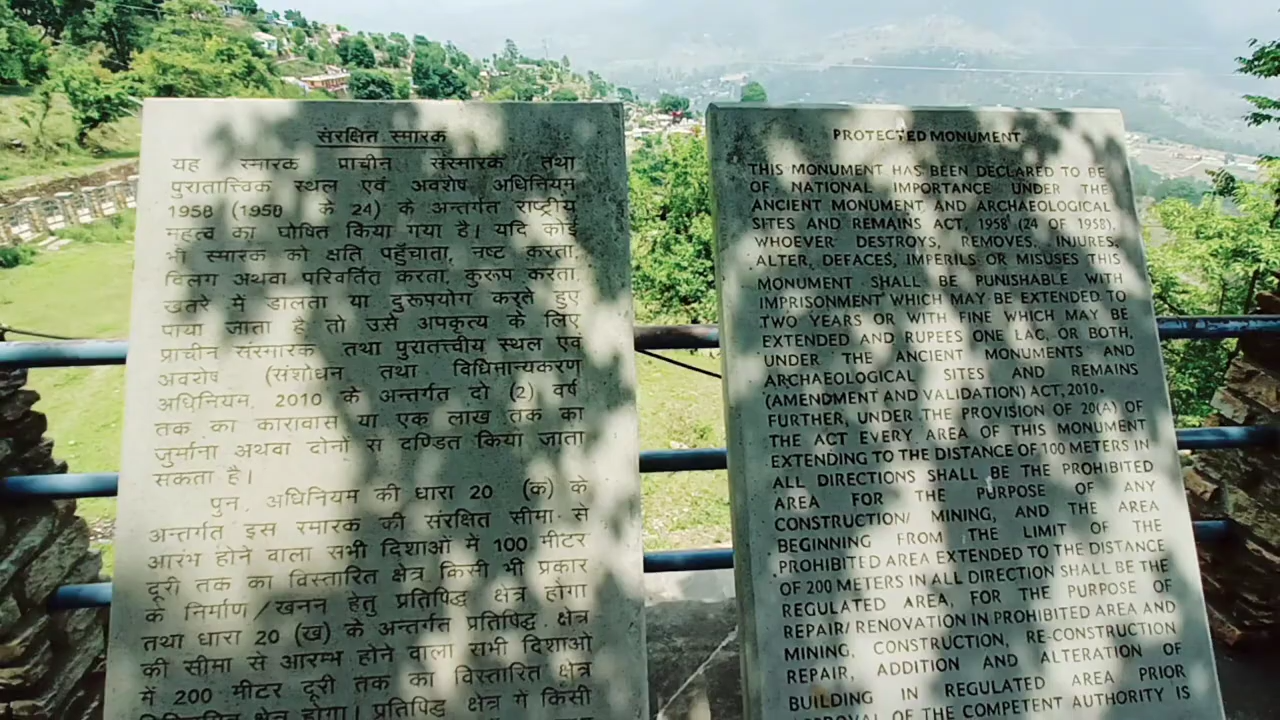 संरक्षित स्मारक
यह स्मारक प्राचीन संस्मारक तथा
पुरातात्त्विक स्थल एवं अवशेष अधिनियम
1958 (1958 के 24) के अन्तर्गत राष्ट्रीय
महत्व का घोषित किया गया है। यदि कोई
भी स्मारक को क्षति पहुँचाता, नष्ट करता,
विलग अथवा परिवर्तित करता, कुरूप करता,
खतरे में डालता या दुरूपयोग करते हुए
पाया जाता है तो उसे अपकृत्य के लिए
प्राचीन संस्मारक तथा पुरातत्त्वीय स्थल एवं
अवशेष (संशोधन तथा विधिमान्यकरण
अधिनियम, 2010 के अन्तर्गत दो (2) वर्ष
तक का कारावास या एक लाख तक का
जुर्माना अथवा दोनों से दण्डित किया जाता
सकता है।
पुन, अधिनियम की धारा 20 (क) के
अन्तर्गत इस स्मारक की संरक्षित सीमा से
आरंभ होने वाला सभी दिशाओं में 100 मीटर
दूरी तक का विस्तारित क्षेत्र किसी भी प्रकार
के निर्माण /खनन हेतु प्रतिषिद्ध क्षेत्र होगा
तथा धारा 20 (ख) के अन्तर्गत प्रतिषिद्ध क्षेत्र
की सीमा से आरम्भ होने वाला सभी दिशाओं
में 200 मीटर दूरी तक का विस्तारित क्षेत्र
क्षेत्र होगा। प्रतिषिद्ध क्षेत्र में किसी
PROTECTED MONUMENT
THIS MONUMENT HAS BEEN DECLARED TO BE
OF NATIONAL IMPORTANCE UNDER THE
ANCIENT MONUMENT AND ARCHAEOLOGICAL
SITES AND REMAINS ACT, 1958 (24 OF 1958).
WHOEVER DESTROYS, REMOVES, INJURES,
ALTER, DEFACES, IMPERILS OR MISUSES THIS
MONUMENT SHALL BE PUNISHABLE WITH
IMPRISONMENT WHICH MAY BE EXTENDED TO
TWO YEARS OR WITH FINE WHICH MAY BE
EXTENDED AND RUPEES ONE LAC, OR BOTH,
UNDER THE ANCIENT MONUMENTS AND
ARCHAEOLOGICAL SITES AND REMAINS
(AMENDMENT AND VALIDATION) ACT, 2010.
FURTHER, UNDER THE PROVISION OF 20(A) OF
THE ACT EVERY AREA OF THIS MONUMENT
EXTENDING TO THE DISTANCE OF 100 METERS IN
ALL DIRECTIONS SHALL BE THE PROHIBITED
AREA FOR THE PURPOSE OF ANY
CONSTRUCTION/ MINING, AND THE AREA
BEGINNING FROM THE LIMIT OF THE
PROHIBITED AREA EXTENDED TO THE DISTANCE
OF 200 METERS IN ALL DIRECTION SHALL BE THE
REGULATED AREA, FOR THE PURPOSE OF
REPAIR/ RENOVATION IN PROHIBITED AREA AND
MINING, CONSTRUCTION, RE-CONSTRUCTION
REPAIR, ADDITION AND ALTERATION OF
BUILDING IN REGULATED AREA PRIOR
APPROVAL OF THE COMPETENT AUTHORITY IS